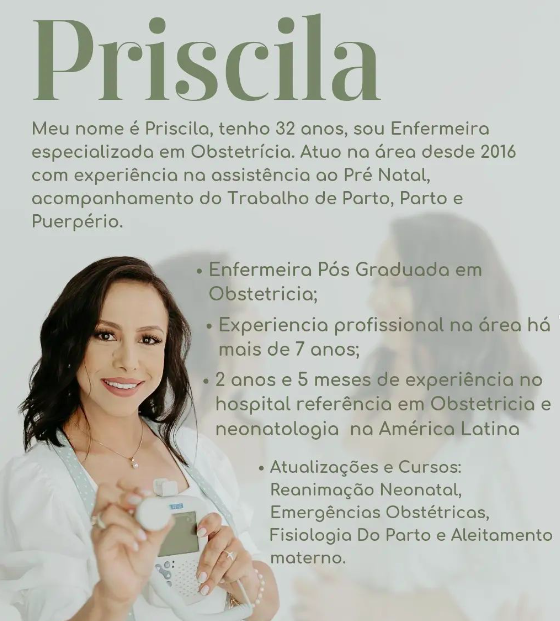 Priscila
Meu nome é Priscila, tenho 32 anos, sou Enfermeira
especializada em Obstetrícia. Atuo na área desde 2016
com experiência na assistência ao Pré Natal,
acompanhamento do Trabalho de Parto, Parto e
Puerpério.
• Enfermeira Pós Graduada em
Obstetricia;
• Experiencia profissional na área há
mais de 7 anos;
• 2 anos e 5 meses de experiência no
hospital referência em Obstetricia e
neonatologia na América Latina
• Atualizações e Cursos:
Reanimação Neonatal,
Emergências Obstétricas,
Fisiologia Do Parto e Aleitamento
materno.